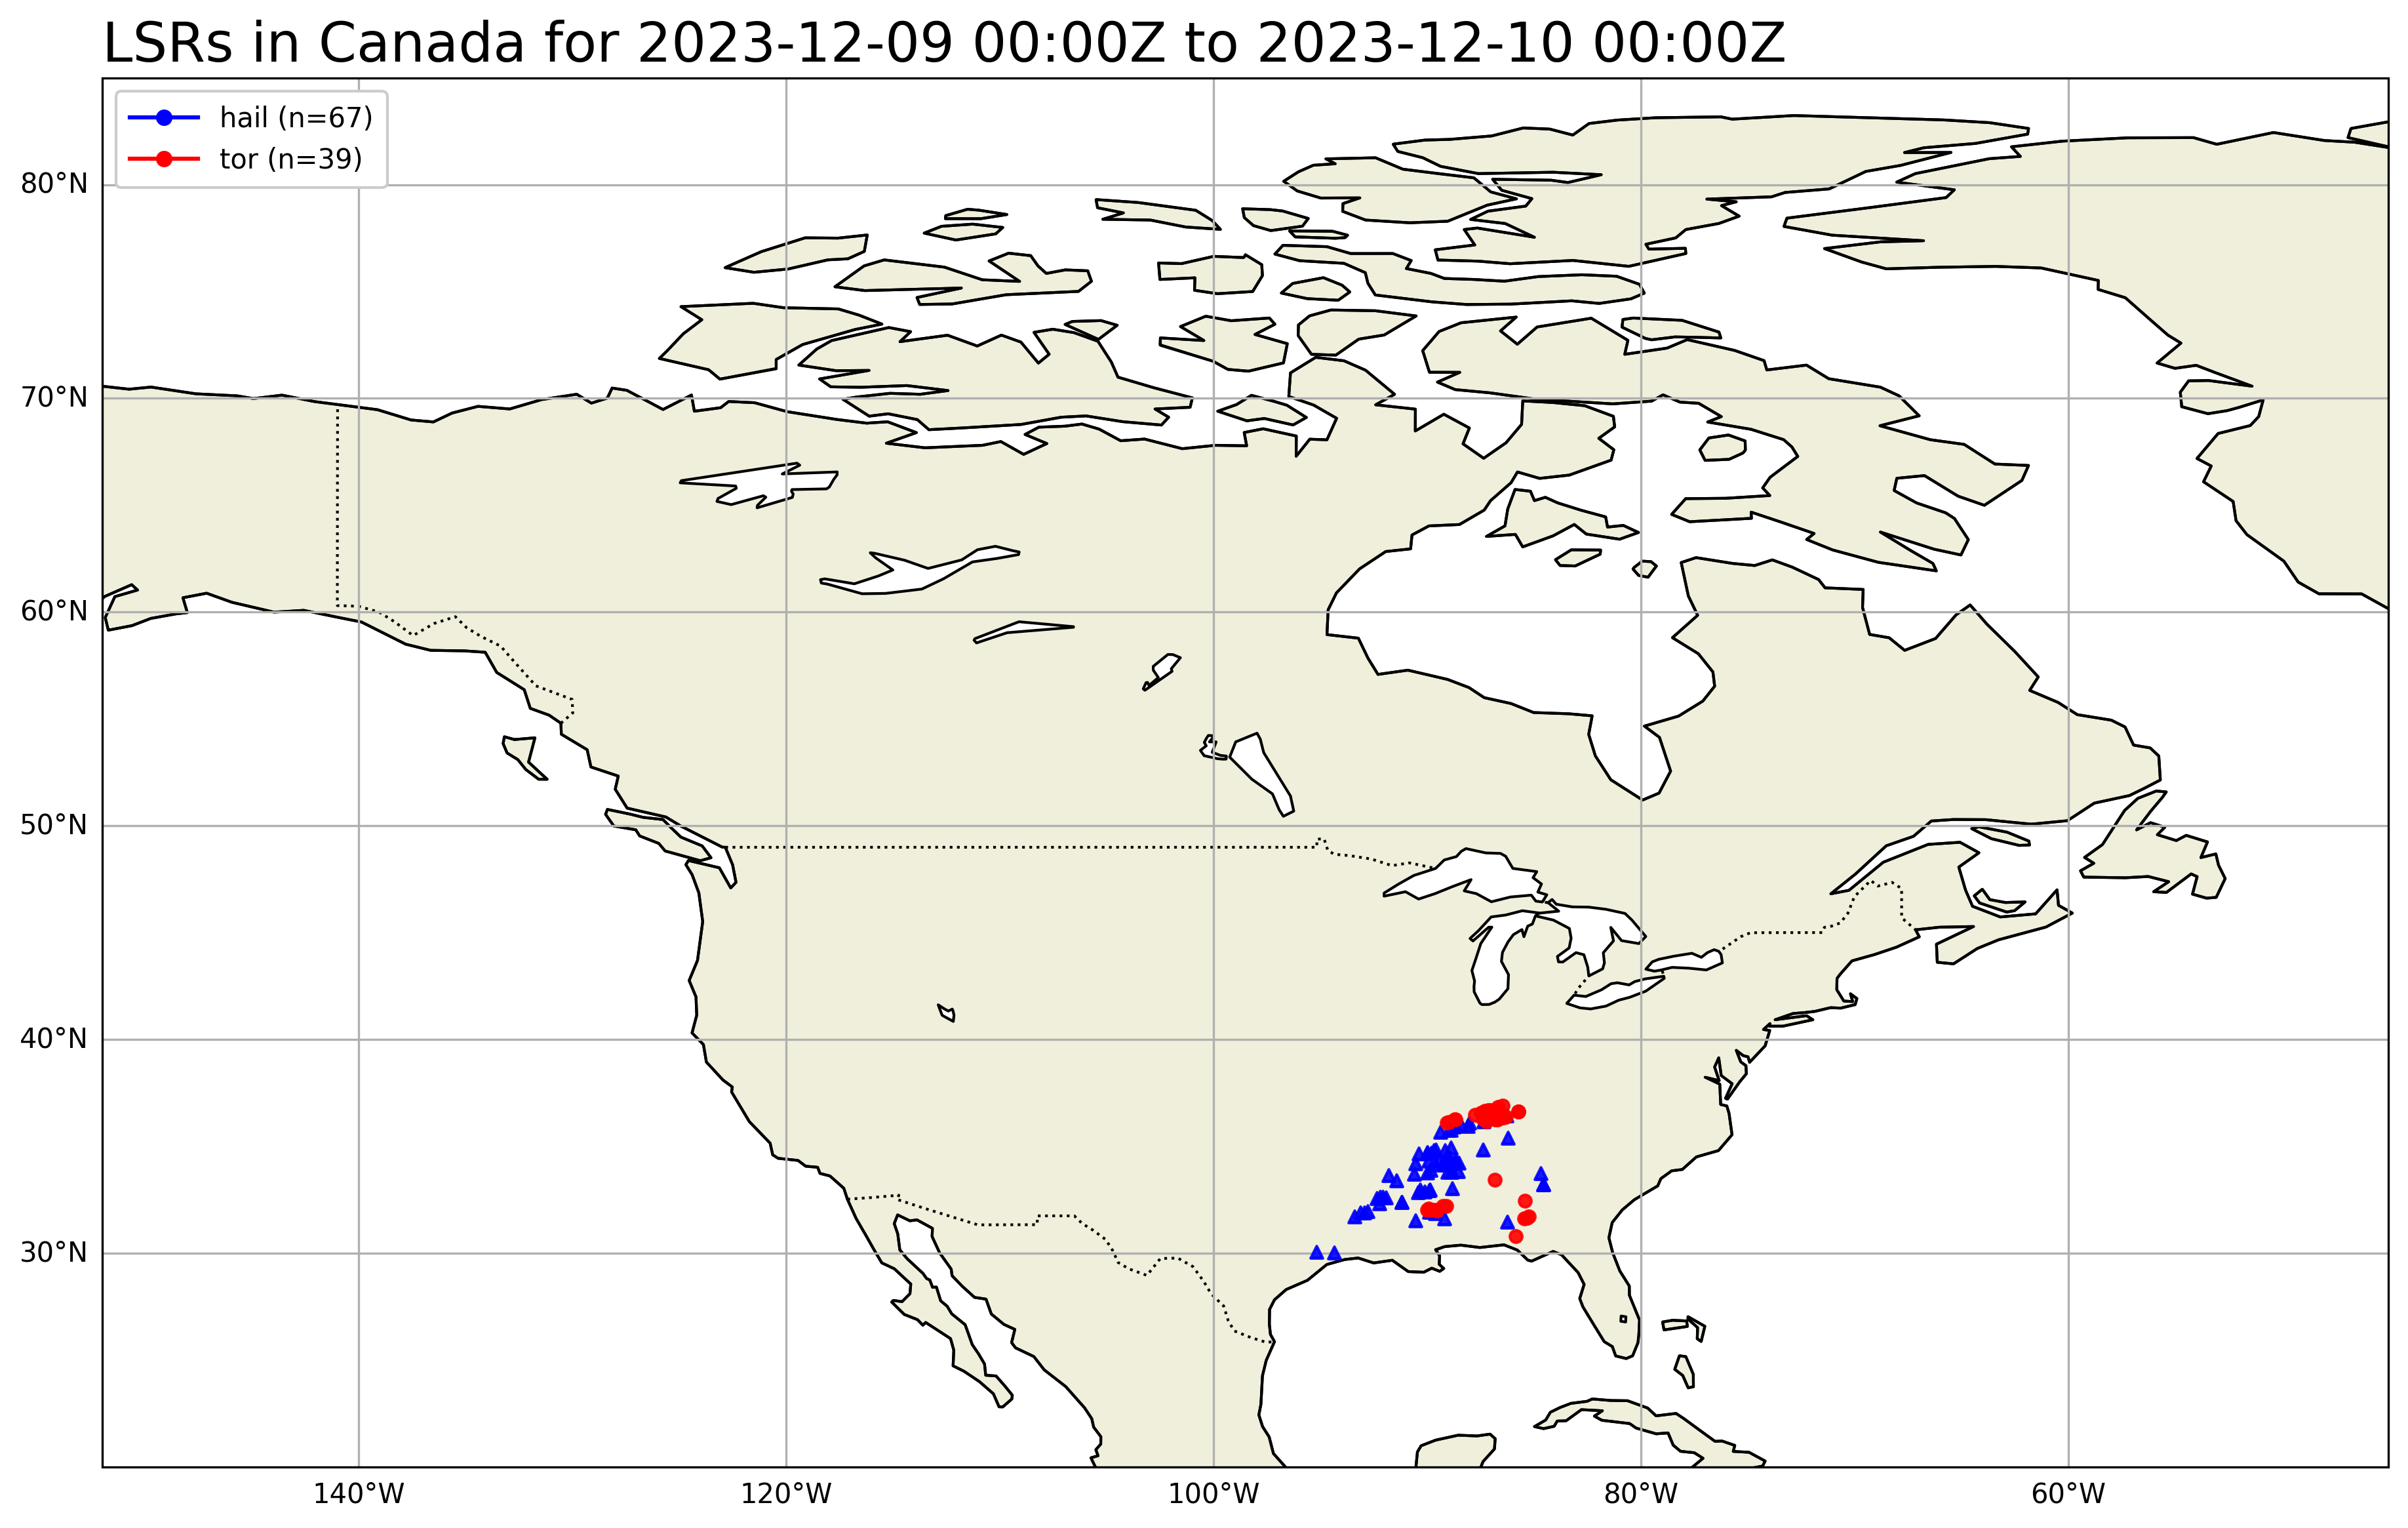 LSRs in Canada for 2023-12-09 00:00Z to 2023-12-10 00:00Z
hail (n=67)
tor (n=39)
80°N
70°N
60°N
50°N
40°N
30°N
140°W 120°W 100°W 80°W 60°W